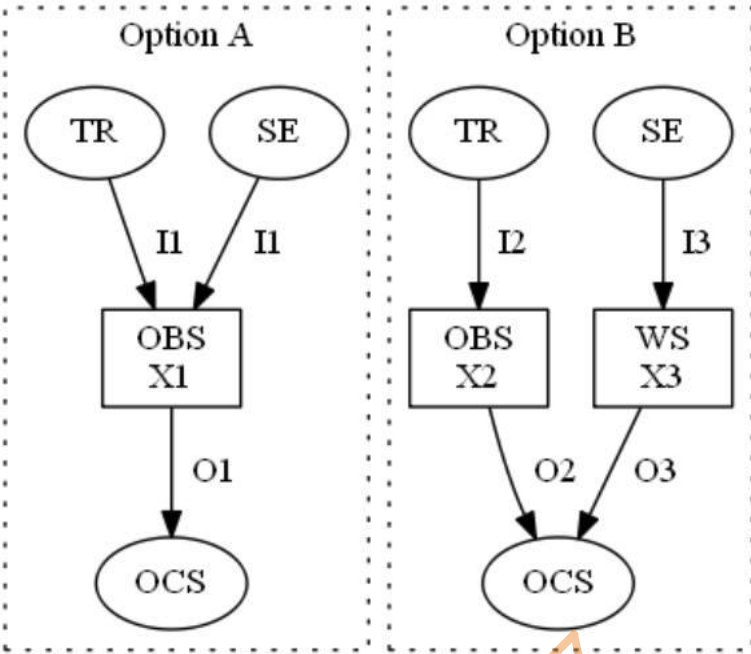 Option A
TR
SE
I1
I1
OBS
X1
O1
OCS
Option B
TR
SE
I2
I3
OBS
X2
WS
X3
O2
O3
OCS